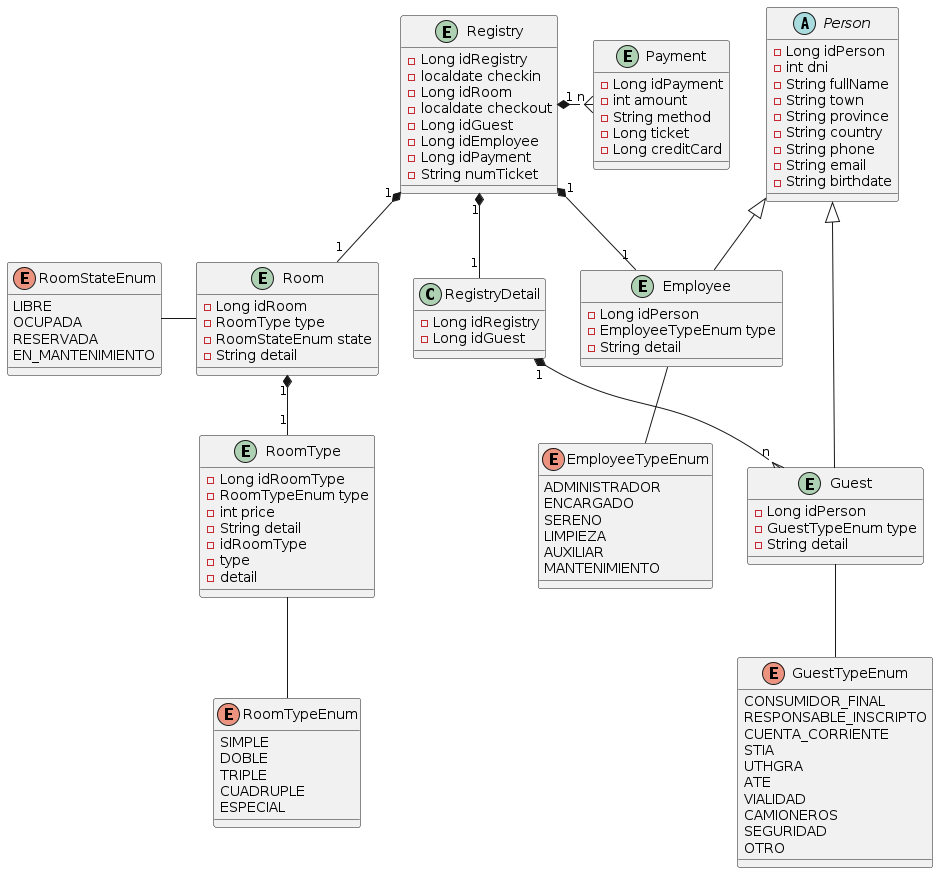 E Registry
Long idRegistry
localdate checkin
Long idRoom
localdate checkout
Long idGuest
Long idEmployee
Long idPayment
String numTicket
1 n
E Payment
Long idPayment
int amount
String method
Long ticket
Long creditCard
A Person
Long idPerson
int dni
String fullName
String town
String province
String country
String phone
String email
String birthdate
1
1
1
1
1
1
E RoomStateEnum
LIBRE
OCUPADA
RESERVADA
EN_MANTENIMIENTO
E Room
Long idRoom
RoomType type
RoomStateEnum state
String detail
C RegistryDetail
Long idRegistry
Long idGuest
E Employee
Long idPerson
EmployeeTypeEnum type
String detail
1
1
1
n
E RoomType
Long idRoomType
RoomTypeEnum type
int price
String detail
idRoomType
type
detail
E EmployeeTypeEnum
ADMINISTRADOR
ENCARGADO
SERENO
LIMPIEZA
AUXILIAR
MANTENIMIENTO
E Guest
Long idPerson
GuestTypeEnum type
String detail
E RoomTypeEnum
SIMPLE
DOBLE
TRIPLE
CUADRUPLE
ESPECIAL
E GuestTypeEnum
CONSUMIDOR_FINAL
RESPONSABLE_INSCRIPTO
CUENTA_CORRIENTE
STIA
UTHGRA
ATE
VIALIDAD
CAMIONEROS
SEGURIDAD
OTRO